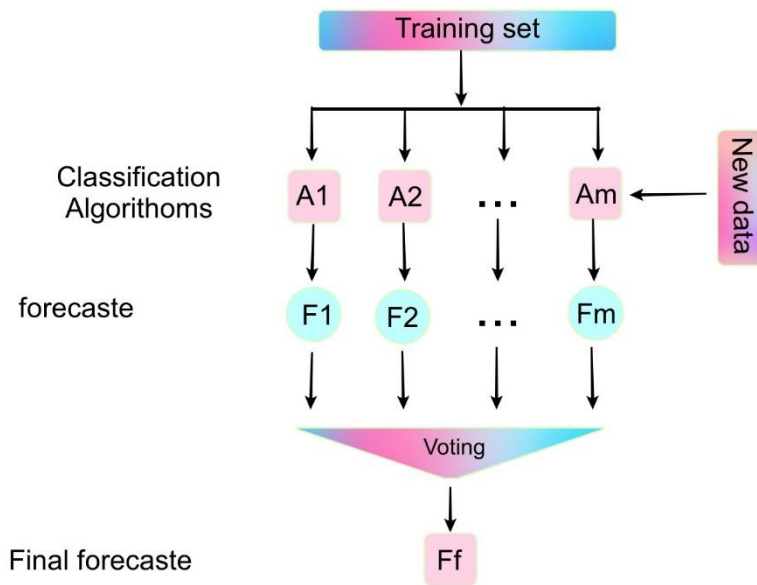 Training set
Classification
Algorithoms
A1 A2 ... Am
New data
forecaste
F1 F2 ... Fm
Voting
Final forecaste
Ff